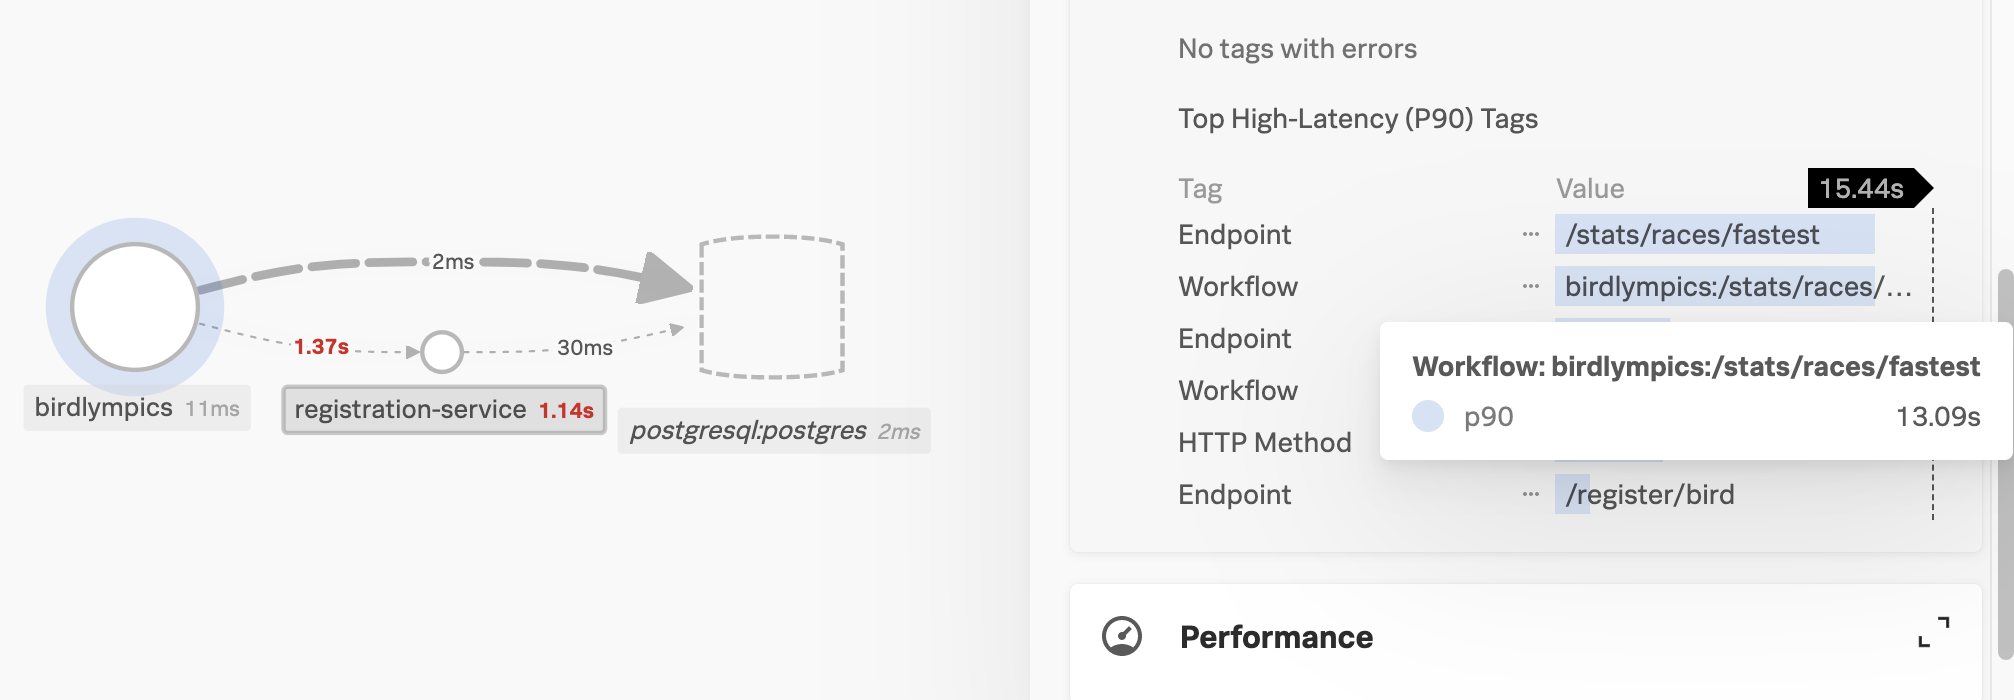 2ms
1.37s
30ms
birdlympics 11ms
registration-service 1.14s
postgresql:postgres 2ms
No tags with errors
Top High-Latency (P90) Tags
Tag Value 15.44s
Endpoint ··· /stats/races/fastest
Workflow ··· birdlympics:/stats/races/...
Endpoint
Workflow
HTTP Method
Endpoint ··· /register/bird
Workflow: birdlympics:/stats/races/fastest
p90 13.09s
Performance